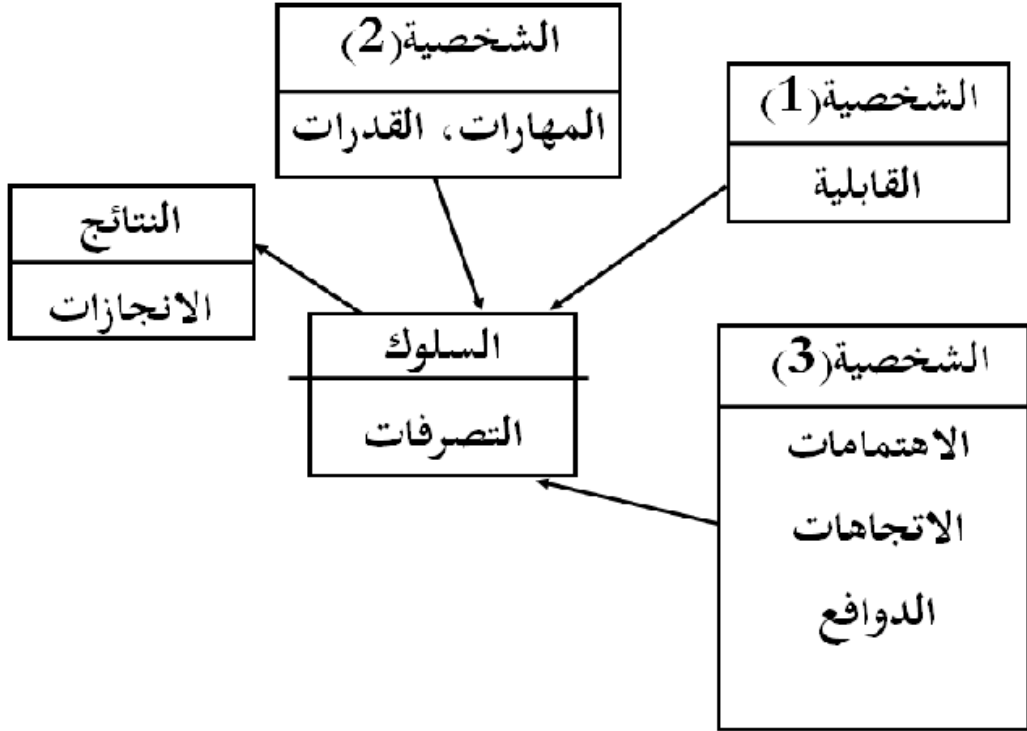 الشخصية(2)
المهارات، القدرات
الشخصية(1)
القابلية
النتائج
الانجازات
السلوك
التصرفات
الشخصية(3)
الاهتمامات
الاتجاهات
الدوافع